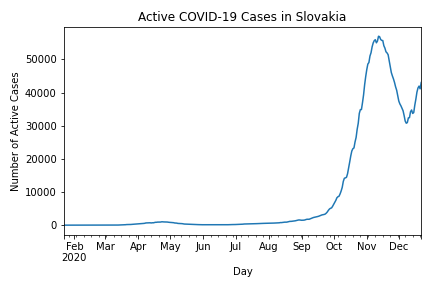 Active COVID-19 Cases in Slovakia
Number of Active Cases
50000
40000
30000
20000
10000
0
Feb Mar Apr May Jun Jul Aug Sep Oct Nov Dec
2020
Day